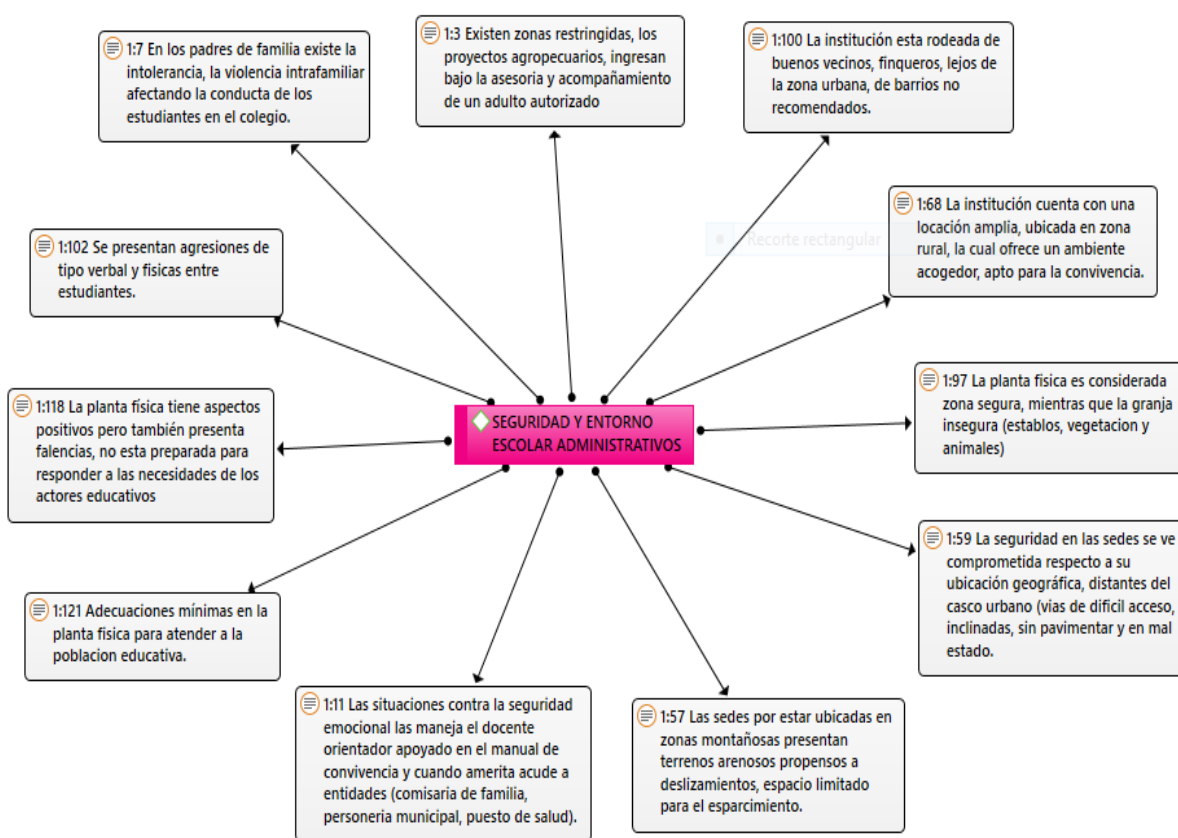 1:7 En los padres de familia existe la
intolerancia, la violencia intrafamiliar
afectando la conducta de los
estudiantes en el colegio.
1:3 Existen zonas restringidas, los
proyectos agropecuarios, ingresan
bajo la asesoria y acompañamiento
de un adulto autorizado
1:100 La institución esta rodeada de
buenos vecinos, finqueros, lejos de
la zona urbana, de barrios no
recomendados.
1:68 La institución cuenta con una
locación amplia, ubicada en zona
rural, la cual ofrece un ambiente
acogedor, apto para la convivencia.
Recorte rectangular
1:102 Se presentan agresiones de
tipo verbal y físicas entre
estudiantes.
1:97 La planta fisica es considerada
zona segura, mientras que la granja
insegura (establos, vegetacion y
animales)
1:118 La planta física tiene aspectos
positivos pero también presenta
falencias, no esta preparada para
responder a las necesidades de los
actores educativos
SEGURIDAD Y ENTORNO
ESCOLAR ADMINISTRATIVOS
1:59 La seguridad en las sedes se ve
comprometida respecto a su
ubicación geográfica, distantes del
casco urbano (vias de dificil acceso,
inclinadas, sin pavimentar y en mal
estado.
1:121 Adecuaciones mínimas en la
planta fisica para atender a la
poblacion educativa.
1:11 Las situaciones contra la seguridad
emocional las maneja el docente
orientador apoyado en el manual de
convivencia y cuando amerita acude a
entidades (comisaria de familia,
personeria municipal, puesto de salud).
1:57 Las sedes por estar ubicadas en
zonas montañosas presentan
terrenos arenosos propensos a
deslizamientos, espacio limitado
para el esparcimiento.